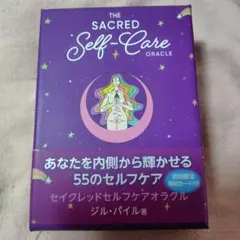 THE
SACRED
Self-Care
ORACLE
あなたを内側から輝かせる
55のセルフケア
セイクレッドセルフケアオラクル
ジル・パイル著